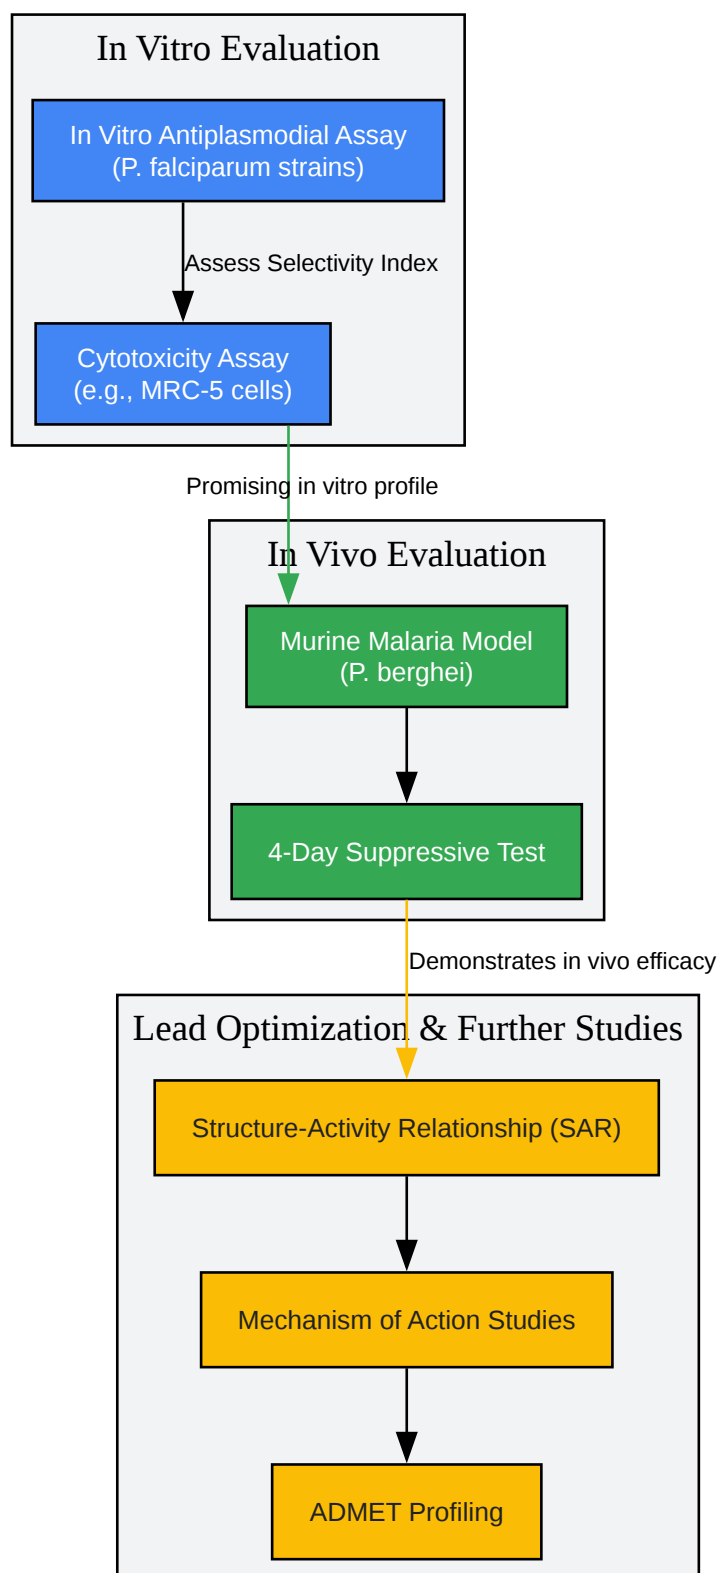 In Vitro Evaluation
In Vitro Antiplasmodial Assay
(P. falciparum strains)
Assess Selectivity Index
Cytotoxicity Assay
(e.g., MRC-5 cells)
Promising in vitro profile
In Vivo Evaluation
Murine Malaria Model
(P. berghei)
4-Day Suppressive Test
Demonstrates in vivo efficacy
Lead Optimization & Further Studies
Structure-Activity Relationship (SAR)
Mechanism of Action Studies
ADMET Profiling